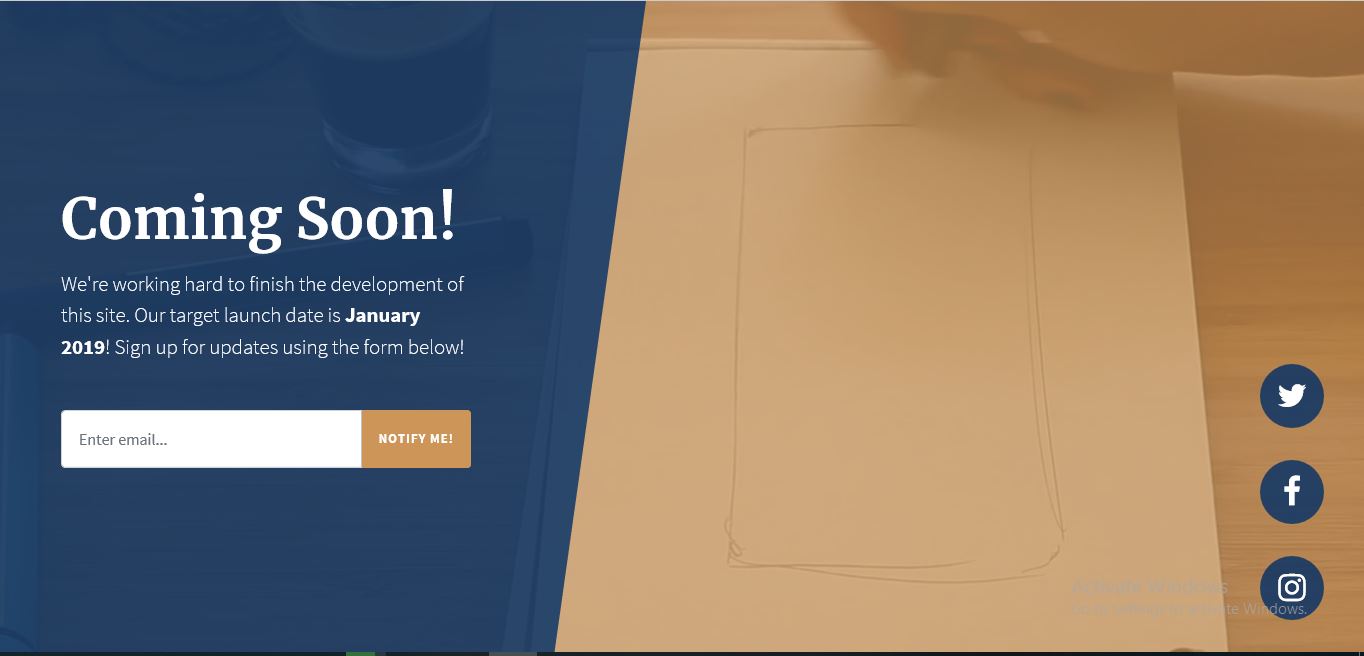 Coming Soon!
We're working hard to finish the development of
this site. Our target launch date is January
2019! Sign up for updates using the form below!
Enter email...
NOTIFY ME!
Activate Windows
Go to Settings to activate Windows.